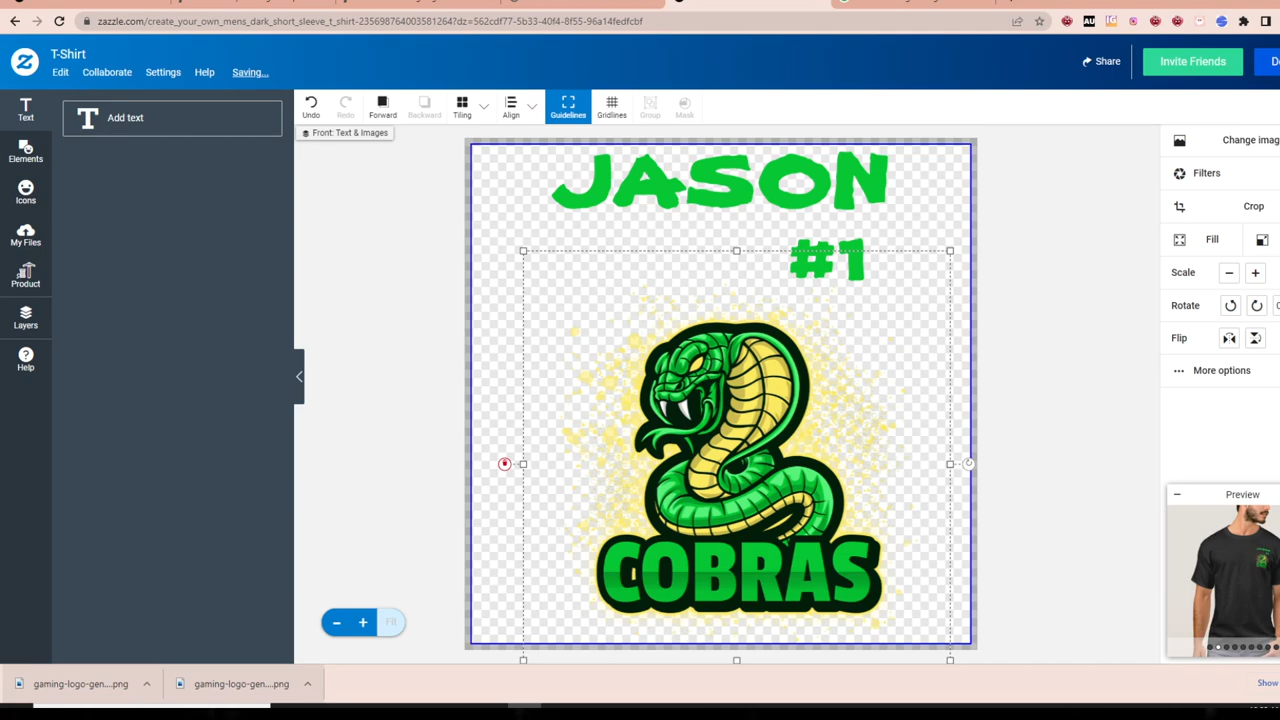 zazzle.com/create_your_own_mens_dark_short_sleeve_t_shirt-235698764003581264?dz=562cdf77-5b33-40f4-8f55-96a14fedfcbf
AU
Z
T-Shirt
Edit Collaborate Settings Help Saving...
Share
Invite Friends
T
Text
Elements
Icons
My Files
Product
Layers
Help
T Add text
Undo Redo Forward Backward Tiling Align Guidelines Gridlines Group Mask
Front: Text & Images
JASON
#1
COBRAS
Fit
Change imag
Filters
Crop
Fill
Scale
Rotate
Flip
More options
Preview
gaming-logo-gen....png
gaming-logo-gen....png
Show